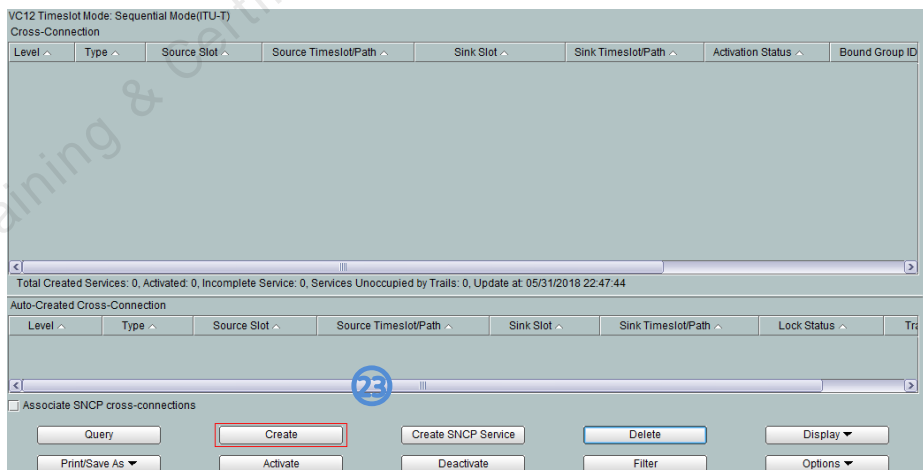 VC12 Timeslot Mode: Sequential Mode(ITU-T)
Cross-Connection
Level Type Source Slot Source Timeslot/Path Sink Slot Sink Timeslot/Path Activation Status Bound Group ID
Total Created Services: 0, Activated: 0, Incomplete Service: 0, Services Unoccupied by Trails: 0, Update at: 05/31/2018 22:47:44
Auto-Created Cross-Connection
Level Type Source Slot Source Timeslot/Path Sink Slot Sink Timeslot/Path Lock Status
23
Associate SNCP cross-connections
Query Create Create SNCP Service Delete Display
Print/Save As Activate Deactivate Filter Options